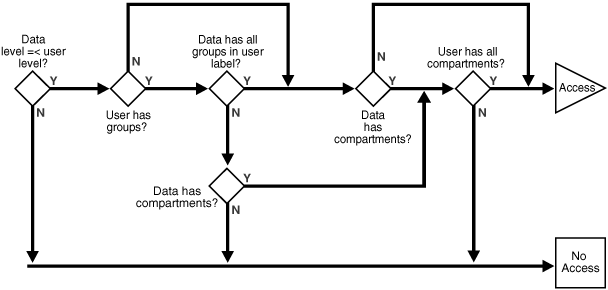 Data
level =< user
level?
Y
N
N
Y
User has
groups?
Data has all
groups in user
label?
Y
N
Data has
compartments?
Y
N
N
Y
Data
has
compartments?
User has all
compartments?
Y
N
Access
No
Access